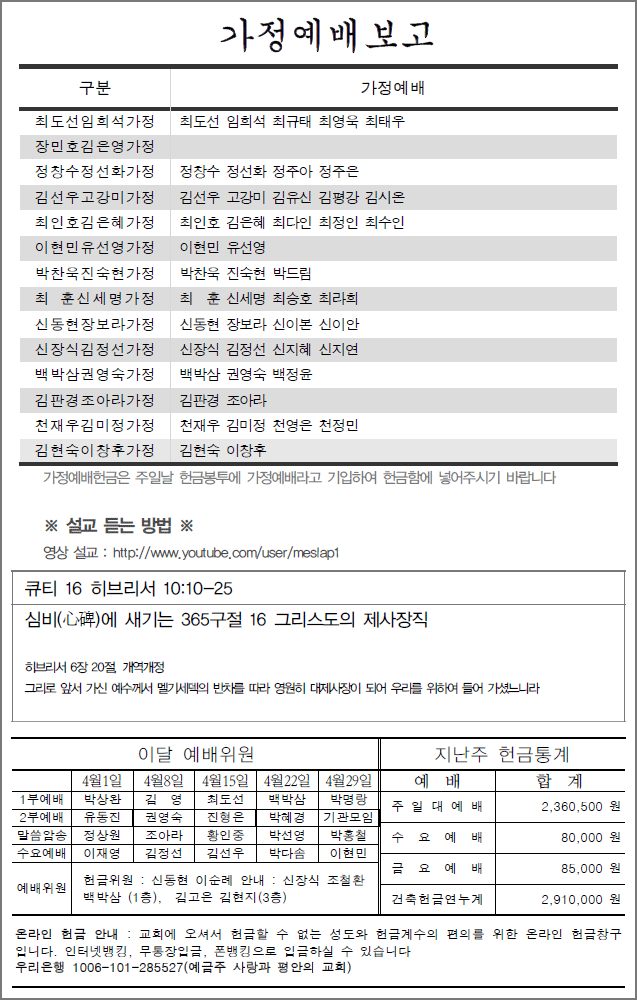 가정예배보고
구분 가정예배
최도선임희석가정 최도선 임희석 최규태 최영욱 최태우
장민호김은영가정
정창수정선화가정 정창수 정선화 정주아 정주은
김선우고강미가정 김선우 고강미 김유신 김평강 김시온
최인호김은혜가정 최인호 김은혜 최다인 최정인 최수인
이현민유선영가정 이현민 유선영
박찬욱진숙현가정 박찬욱 진숙현 박드림
최 훈신세명가정 최 훈 신세명 최승호 최라희
신동현장보라가정 신동현 장보라 신이본 신이안
신장식김정선가정 신장식 김정선 신지혜 신지연
백박삼권영숙가정 백박삼 권영숙 백정윤
김판경조아라가정 김판경 조아라
천재우김미정가정 천재우 김미정 천영은 천정민
김현숙이창후가정 김현숙 이창후
가정예배헌금은 주일날 헌금봉투에 가정예배라고 기입하여 헌금함에 넣어주시기 바랍니다
※ 설교 듣는 방법 ※
영상 설교 : http://www.youtube.com/user/meslap1
큐티 16 히브리서 10:10-25
심비(心碑)에 새기는 365구절 16 그리스도의 제사장직
히브리서 6장 20절, 개역개정
그리로 앞서 가신 예수께서 멜기세덱의 반차를 따라 영원히 대제사장이 되어 우리를 위하여 들어 가셨느니라
이달 예배위원
4월1일 4월8일 4월15일 4월22일 4월29일
1부예배 박상완 김 영 최도선 백박삼 박명랑
2부예배 유동진 권영숙 진형은 박혜경 기관모임
말씀암송 정상원 조아라 황인중 박선영 박홍철
수요예배 이재영 김정선 김선우 박다솜 이현민
예배위원 헌금위원 : 신동현 이순례 안내 : 신장식 조철환
백박삼 (1층), 김고은 김현지(3층)
지난주 헌금통계
예 배 합 계
주 일 대 예 배 2,360,500 원
수 요 예 배 80,000 원
금 요 예 배 85,000 원
건축헌금연누계 2,910,000 원
온라인 헌금 안내 : 교회에 오셔서 헌금할 수 없는 성도와 헌금계수의 편의를 위한 온라인 헌금창구
입니다. 인터넷뱅킹, 무통장입금, 폰뱅킹으로 입금하실 수 있습니다
우리은행 1006-101-285527(예금주 사랑과 평안의 교회)